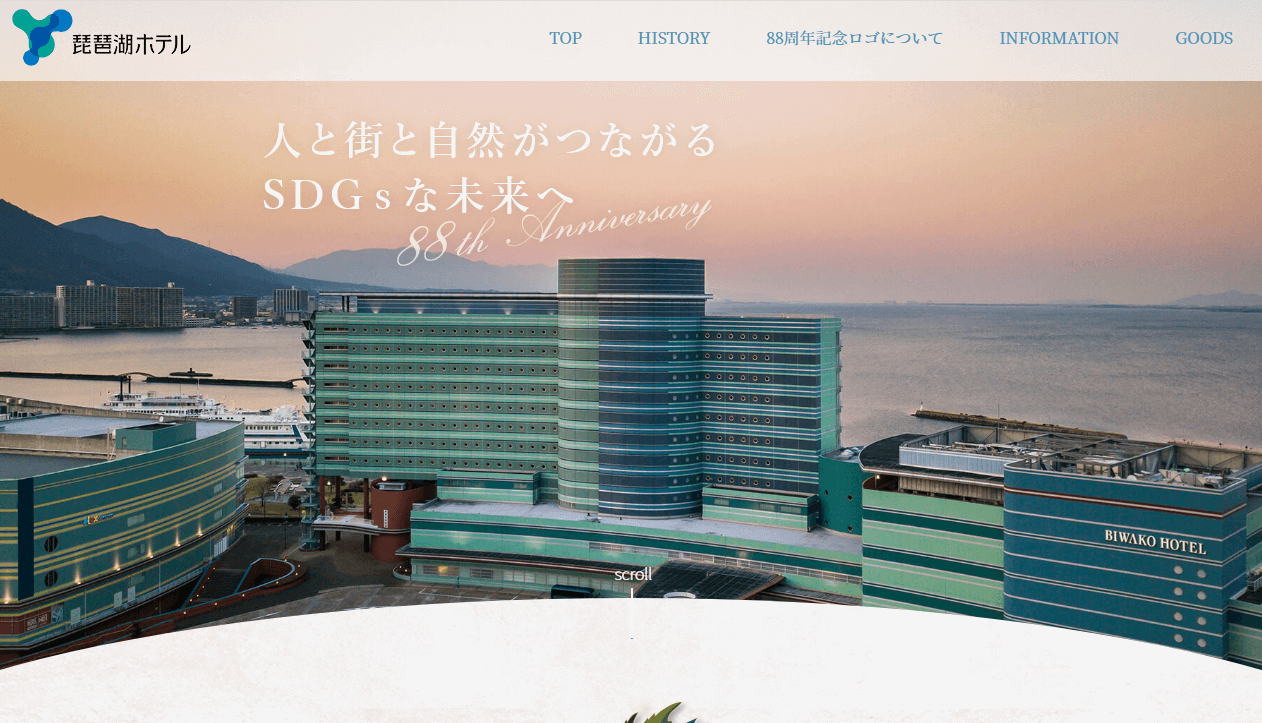 琵琶湖ホテル
TOP
HISTORY
88周年記念ロゴについて
INFORMATION
GOODS
人と街と自然がつながる
SDGsな未来へ
88th Anniversary
BIWAKO HOTEL
scroll